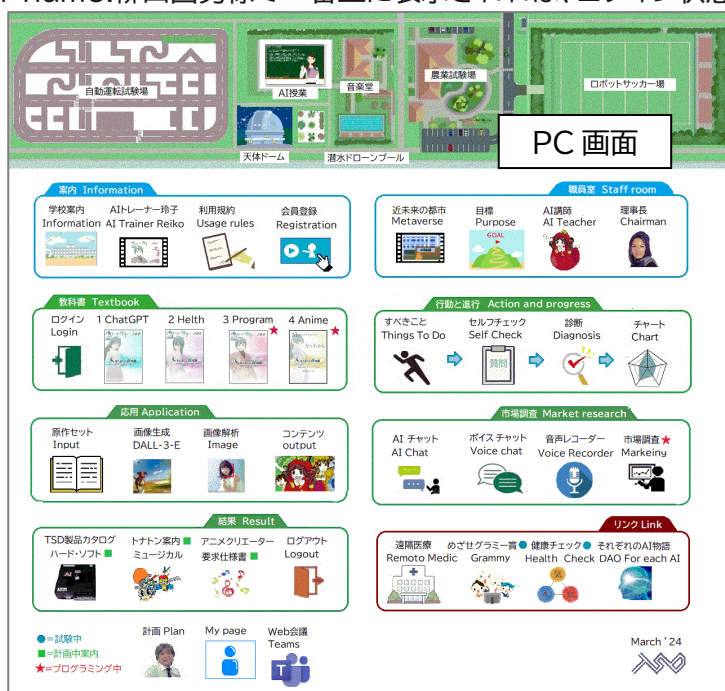 自動運転試験場
AI授業
音楽堂
農業試験場
ロボットサッカー場
天体ドーム
潜水ドローンプール
PC 画面
案内 Information
学校案内 AIトレーナー玲子 利用規約 会員登録
Information AI Trainer Reiko Usage rules Registration
職員室 Staff room
近未来の都市 目標 AI講師 理事長
Metaverse Purpose AI Teacher Chairman
GOAL
教科書 Textbook
ログイン 1 ChatGPT 2 Helth 3 Program 4 Anime
Login
行動と進行 Action and progress
すべきこと セルフチェック 診断 チャート
Things To Do Self Check Diagnosis Chart
質問
応用 Application
原作セット 画像生成 画像解析 コンテンツ
Input DALL-3-E Image output
市場調査 Market research
AI チャット ボイス チャット 音声レコーダー 市場調査★
AI Chat Voice chat Voice Recorder Markeing
結果 Result
TSD製品カタログ トナトン案内■ アニメクリエーター ログアウト
ハード・ソフト■ ミュージカル 要求仕様書■ Logout
リンク Link
遠隔医療 めざせグラミー賞● 健康チェック● それぞれのAI物語
Remoto Medic Grammy Health Check DAO For each AI
●=試験中
■=計画中案内
★=プログラミング中
計画 Plan My page Web会議
Teams
March '24